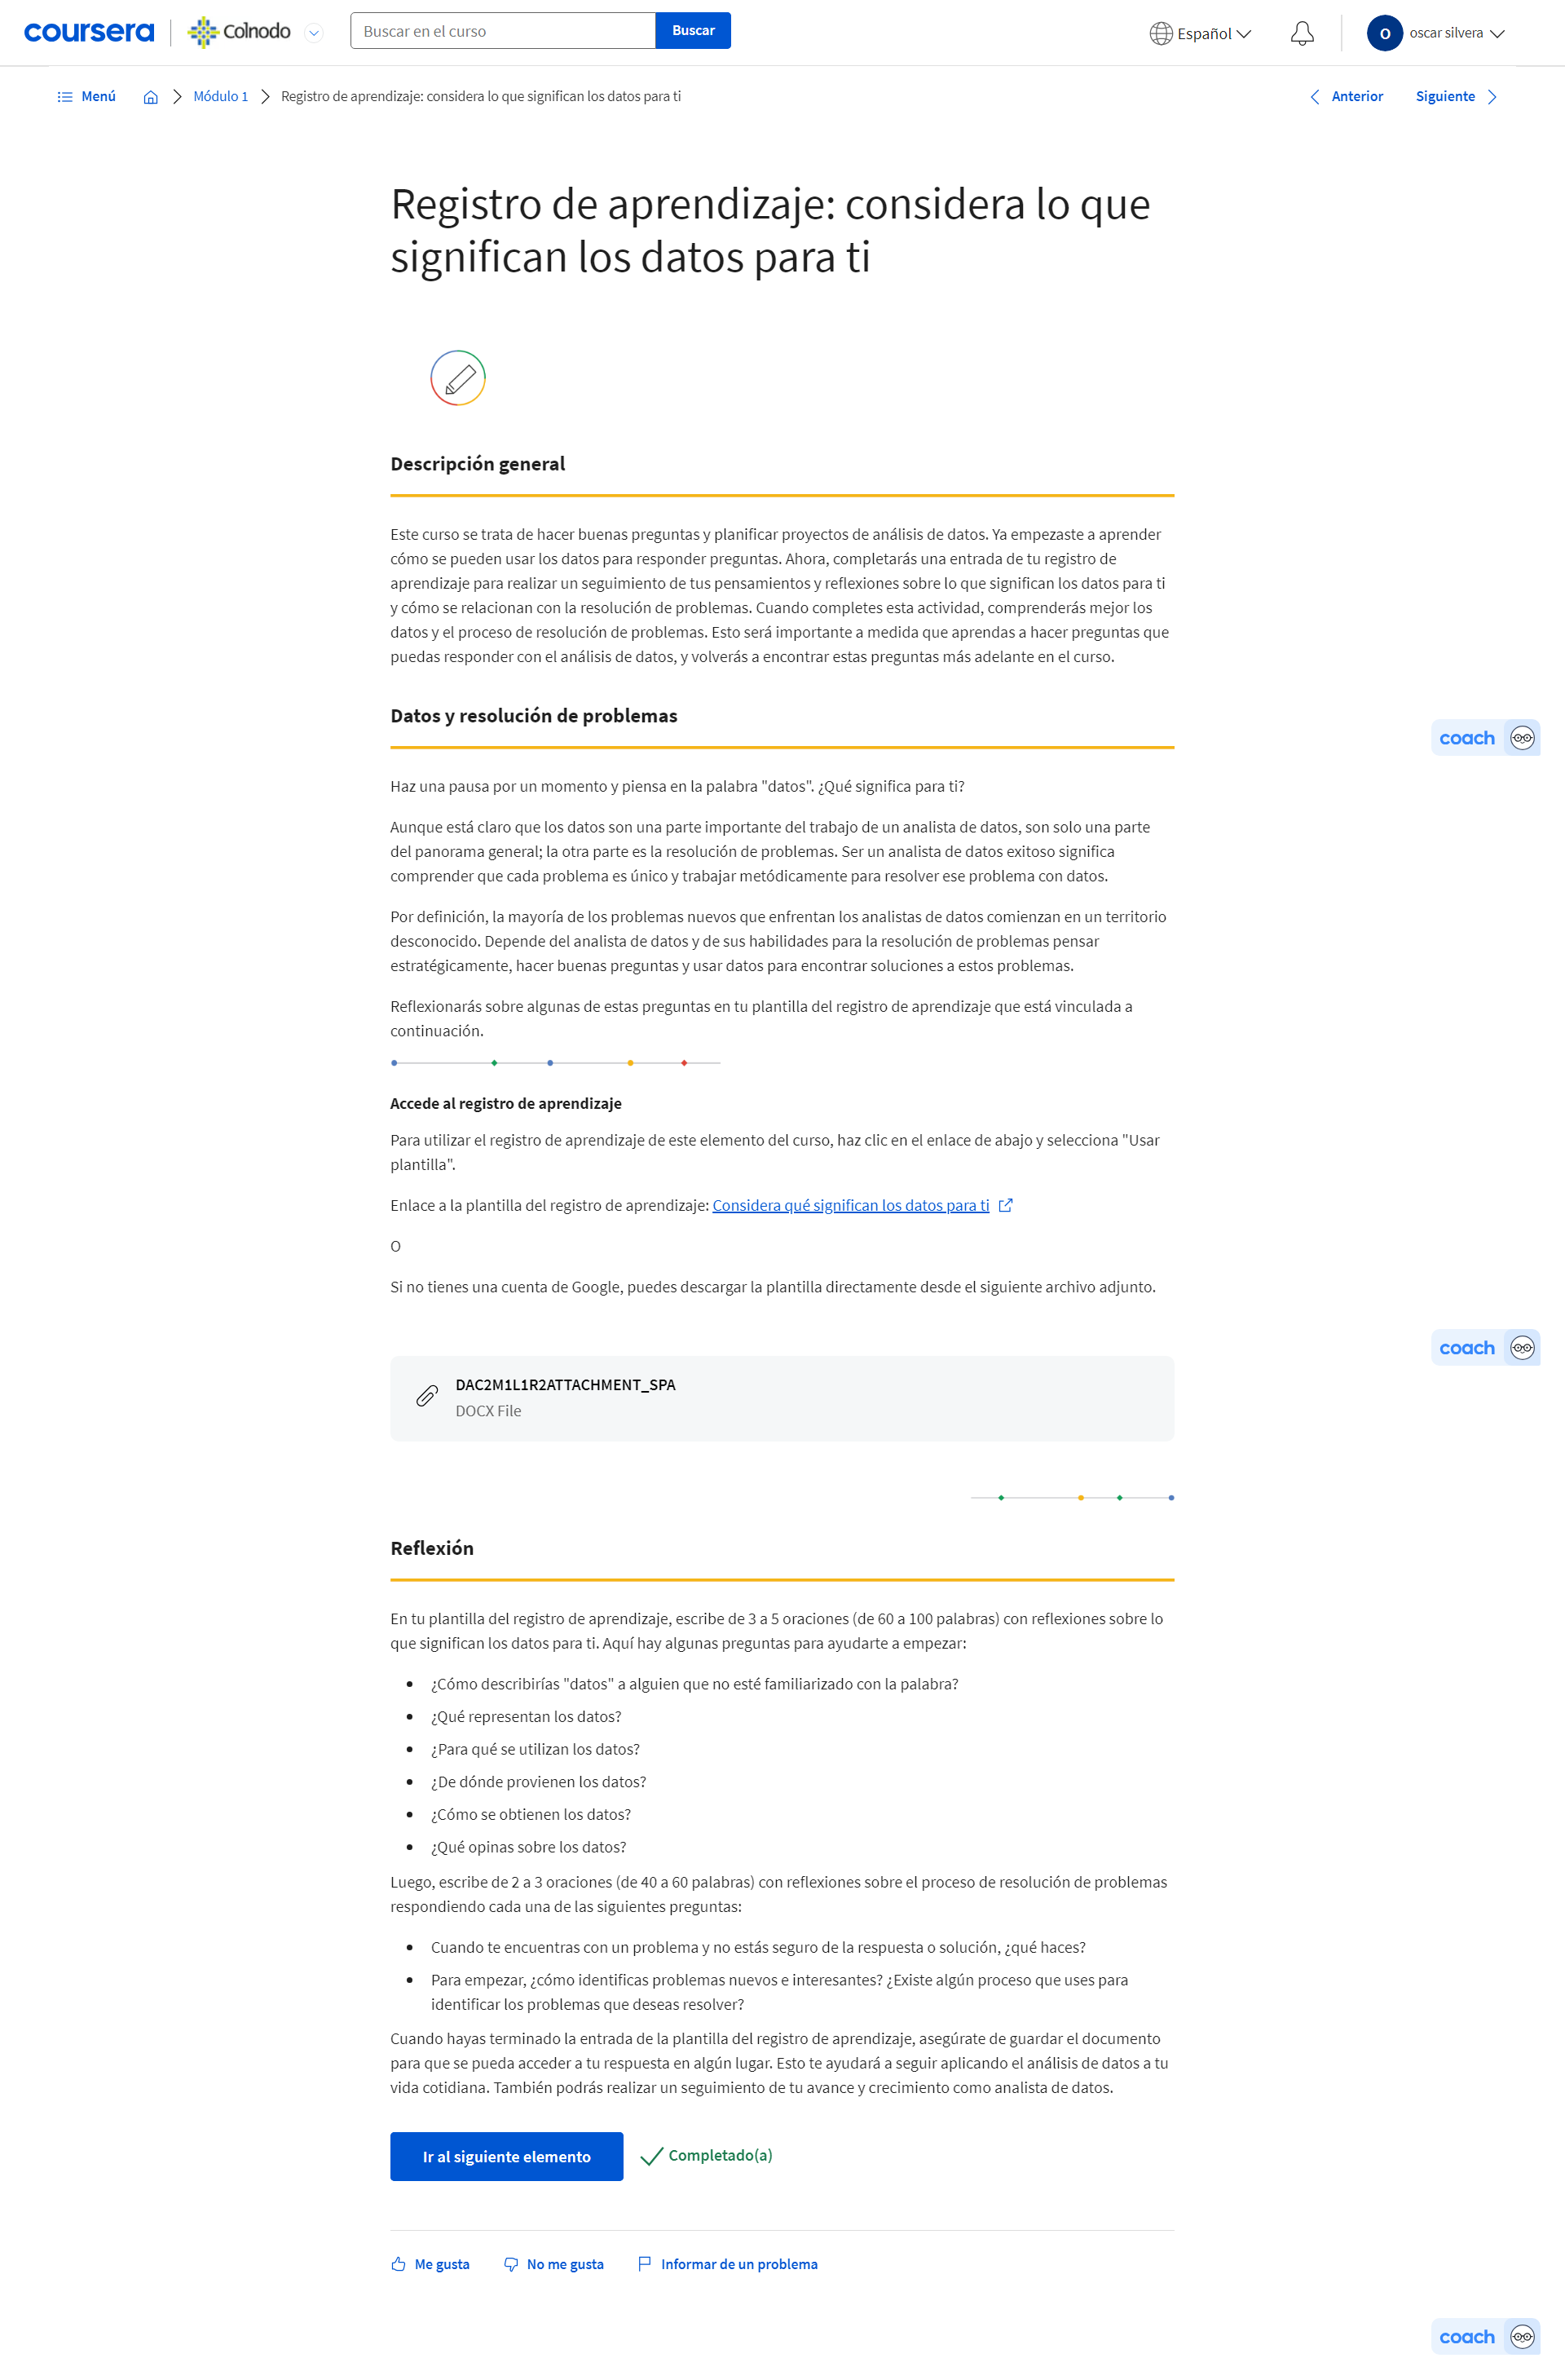 coursera
Colnodo
Buscar en el curso
Buscar
Español
O
oscar silvera
Menú
Módulo 1
Registro de aprendizaje: considera lo que significan los datos para ti
Anterior
Siguiente
Registro de aprendizaje: considera lo que
significan los datos para ti
Descripción general
Este curso se trata de hacer buenas preguntas y planificar proyectos de análisis de datos. Ya empezaste a aprender
cómo se pueden usar los datos para responder preguntas. Ahora, completarás una entrada de tu registro de
aprendizaje para realizar un seguimiento de tus pensamientos y reflexiones sobre lo que significan los datos para ti
y cómo se relacionan con la resolución de problemas. Cuando completes esta actividad, comprenderás mejor los
datos y el proceso de resolución de problemas. Esto será importante a medida que aprendas a hacer preguntas que
puedas responder con el análisis de datos, y volverás a encontrar estas preguntas más adelante en el curso.
Datos y resolución de problemas
coach
Haz una pausa por un momento y piensa en la palabra "datos". ¿Qué significa para ti?
Aunque está claro que los datos son una parte importante del trabajo de un analista de datos, son solo una parte
del panorama general; la otra parte es la resolución de problemas. Ser un analista de datos exitoso significa
comprender que cada problema es único y trabajar metódicamente para resolver ese problema con datos.
Por definición, la mayoría de los problemas nuevos que enfrentan los analistas de datos comienzan en un territorio
desconocido. Depende del analista de datos y de sus habilidades para la resolución de problemas pensar
estratégicamente, hacer buenas preguntas y usar datos para encontrar soluciones a estos problemas.
Reflexionarás sobre algunas de estas preguntas en tu plantilla del registro de aprendizaje que está vinculada a
continuación.
Accede al registro de aprendizaje
Para utilizar el registro de aprendizaje de este elemento del curso, haz clic en el enlace de abajo y selecciona "Usar
plantilla".
Enlace a la plantilla del registro de aprendizaje: Considera qué significan los datos para ti
O
Si no tienes una cuenta de Google, puedes descargar la plantilla directamente desde el siguiente archivo adjunto.
coach
DAC2M1L1R2ATTACHMENT_SPA
DOCX File
Reflexión
En tu plantilla del registro de aprendizaje, escribe de 3 a 5 oraciones (de 60 a 100 palabras) con reflexiones sobre lo
que significan los datos para ti. Aquí hay algunas preguntas para ayudarte a empezar:
• ¿Cómo describirías "datos" a alguien que no esté familiarizado con la palabra?
• ¿Qué representan los datos?
• ¿Para qué se utilizan los datos?
• ¿De dónde provienen los datos?
• ¿Cómo se obtienen los datos?
• ¿Qué opinas sobre los datos?
Luego, escribe de 2 a 3 oraciones (de 40 a 60 palabras) con reflexiones sobre el proceso de resolución de problemas
respondiendo cada una de las siguientes preguntas:
• Cuando te encuentras con un problema y no estás seguro de la respuesta o solución, ¿qué haces?
• Para empezar, ¿cómo identificas problemas nuevos e interesantes? ¿Existe algún proceso que uses para
identificar los problemas que deseas resolver?
Cuando hayas terminado la entrada de la plantilla del registro de aprendizaje, asegúrate de guardar el documento
para que se pueda acceder a tu respuesta en algún lugar. Esto te ayudará a seguir aplicando el análisis de datos a tu
vida cotidiana. También podrás realizar un seguimiento de tu avance y crecimiento como analista de datos.
Ir al siguiente elemento
Completado(a)
Me gusta
No me gusta
Informar de un problema
coach